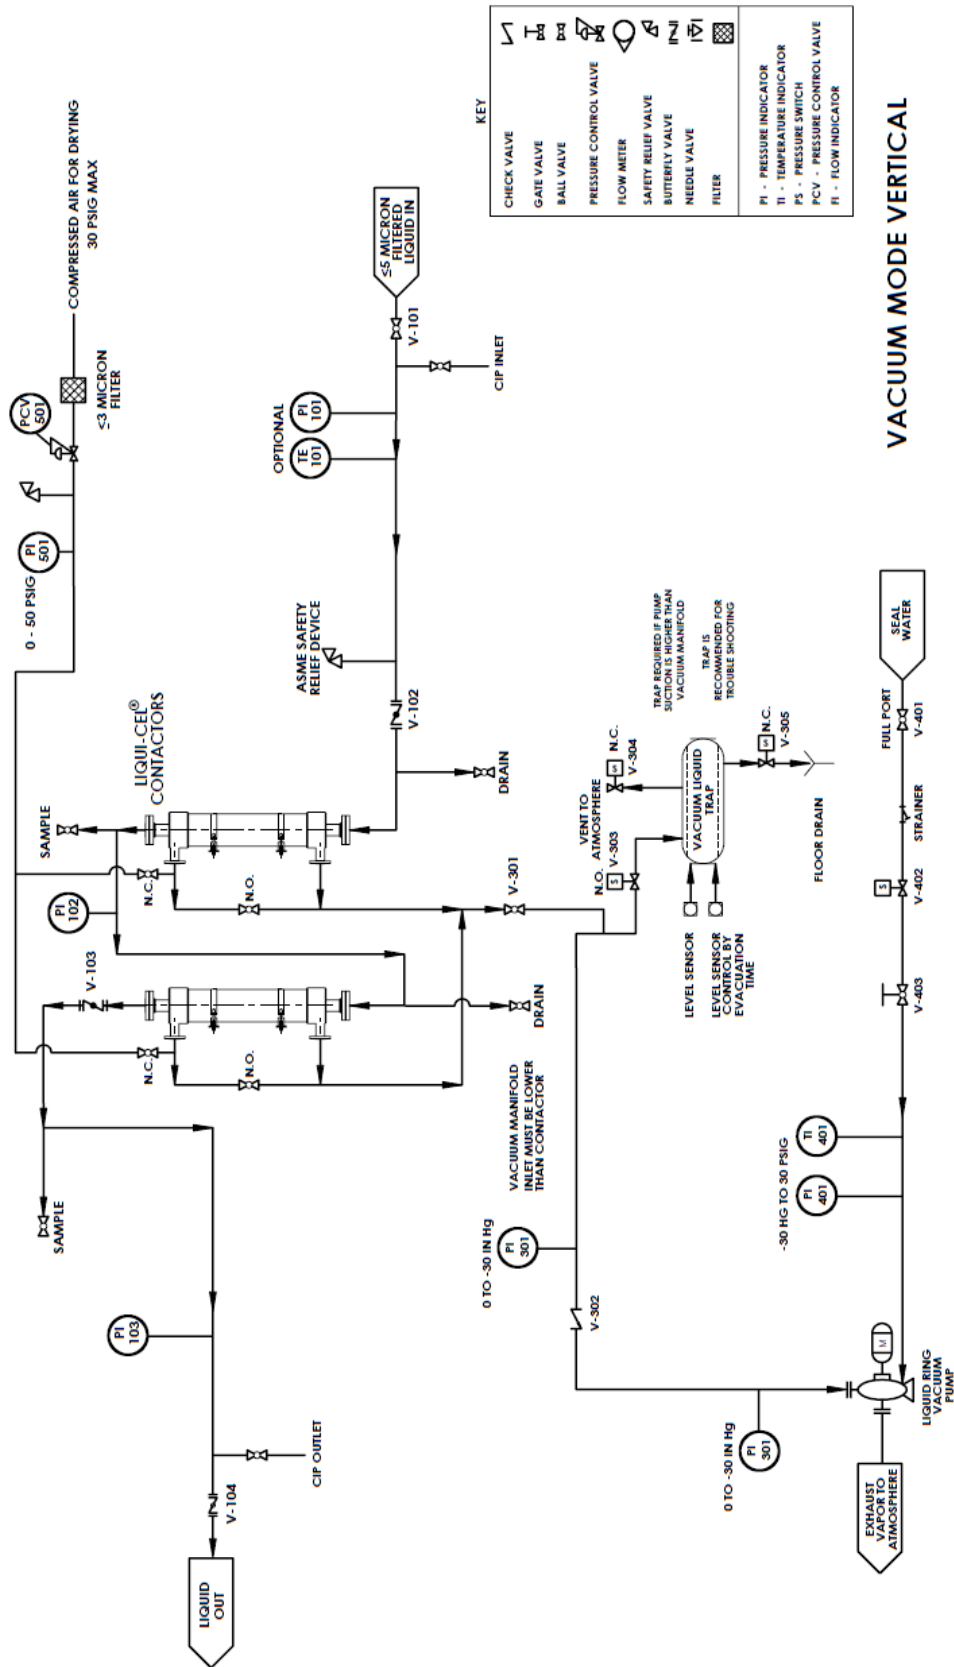 COMPRESSED AIR FOR DRYING
30 PSIG MAX
≤3 MICRON
FILTER
PCV
501
PI
501
0 - 50 PSIG
≤5 MICRON
FILTERED
LIQUID IN
V-101
CIP INLET
OPTIONAL
PI
101
TE
101
ASME SAFETY
RELIEF DEVICE
V-102
DRAIN
LIQUI-CEL®
CONTACTORS
SAMPLE
N.C.
N.O.
PI
102
V-301
V-103
N.C.
N.O.
DRAIN
SAMPLE
PI
103
CIP OUTLET
V-104
LIQUID
OUT
VACUUM MANIFOLD
INLET MUST BE LOWER
THAN CONTACTOR
0 TO -30 IN Hg
PI
301
V-302
0 TO -30 IN Hg
PI
301
VENT TO
ATMOSPHERE
N.O.
S
V-303
S
N.C.
V-304
TRAP REQUIRED IF PUMP
SUCTION IS HIGHER THAN
VACUUM MANIFOLD
TRAP IS
RECOMMENDED FOR
TROUBLE SHOOTING
VACUUM LIQUID
TRAP
S
N.C.
V-305
FLOOR DRAIN
LEVEL SENSOR
LEVEL SENSOR
CONTROL BY
EVACUATION
TIME
SEAL
WATER
FULL PORT
V-401
STRAINER
S
V-402
V-403
TI
401
PI
401
-30 HG TO 30 PSIG
M
LIQUID RING
VACUUM
PUMP
EXHAUST
VAPOR TO
ATMOSPHERE
KEY
CHECK VALVE
GATE VALVE
BALL VALVE
PRESSURE CONTROL VALVE
FLOW METER
SAFETY RELIEF VALVE
BUTTERFLY VALVE
NEEDLE VALVE
FILTER
PI - PRESSURE INDICATOR
TI - TEMPERATURE INDICATOR
PS - PRESSURE SWITCH
PCV - PRESSURE CONTROL VALVE
FI - FLOW INDICATOR
VACUUM MODE VERTICAL